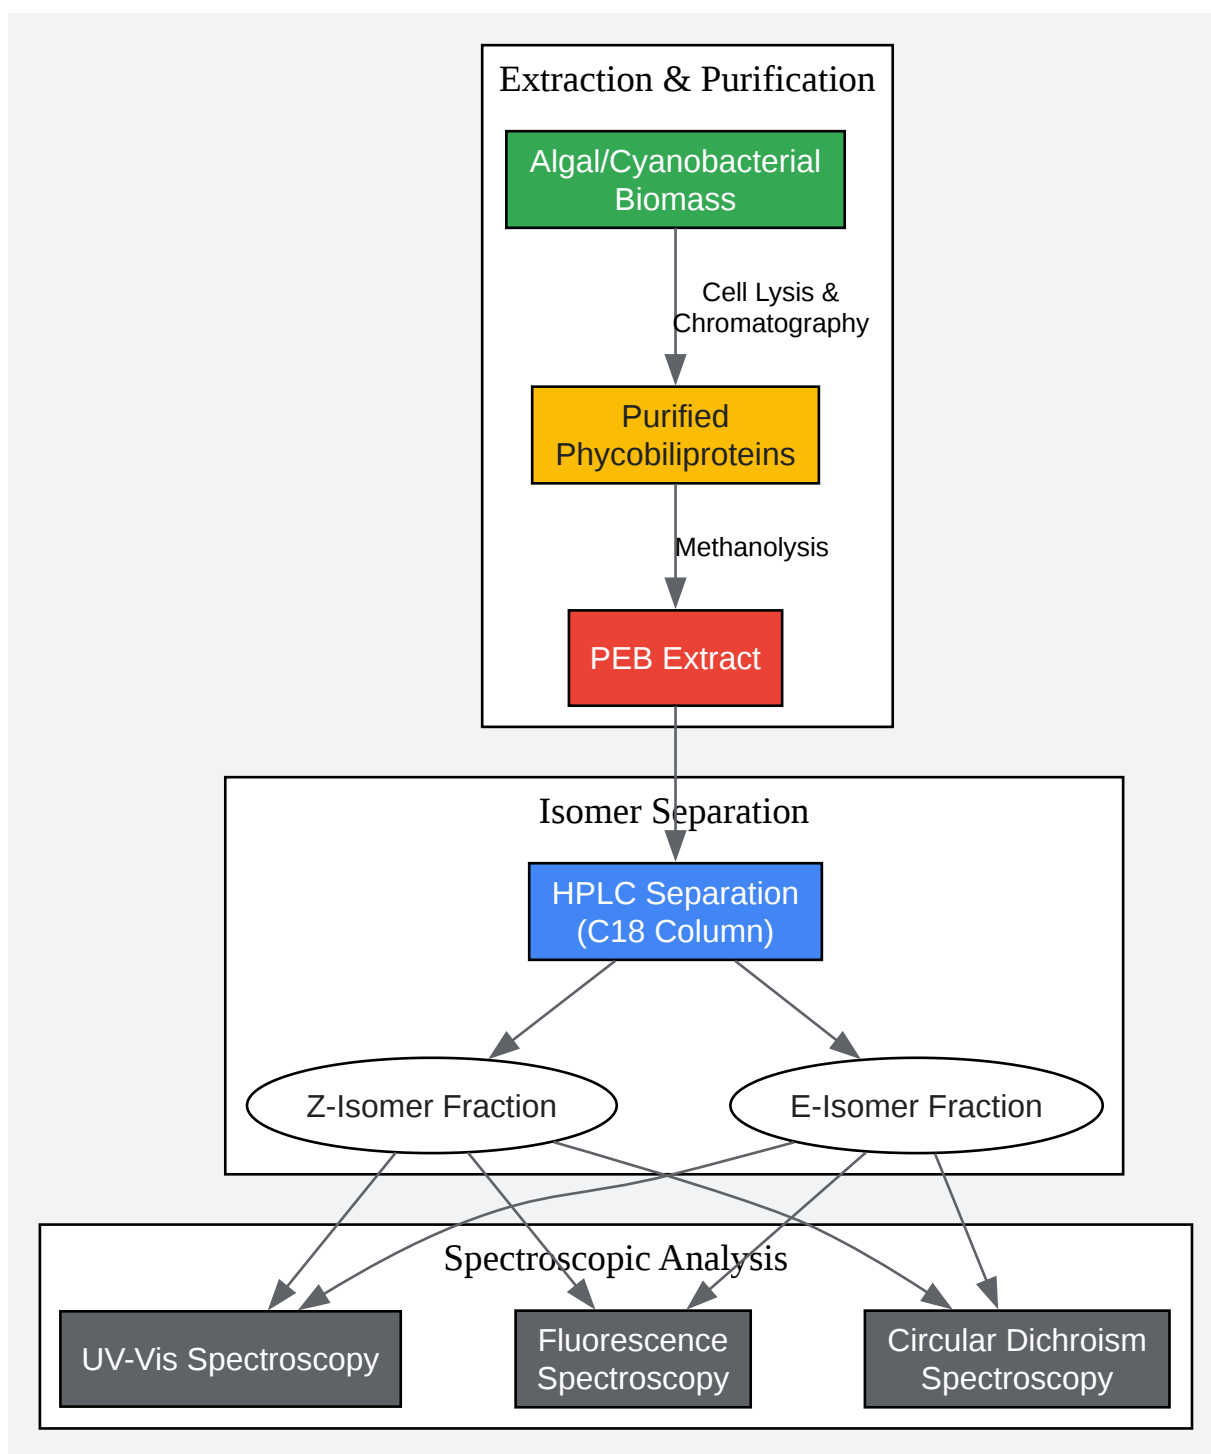 Extraction & Purification
Algal/Cyanobacterial
Biomass
Cell Lysis &
Chromatography
Purified
Phycobiliproteins
Methanolysis
PEB Extract
Isomer Separation
HPLC Separation
(C18 Column)
Z-Isomer Fraction
E-Isomer Fraction
Spectroscopic Analysis
UV-Vis Spectroscopy
Fluorescence
Spectroscopy
Circular Dichroism
Spectroscopy